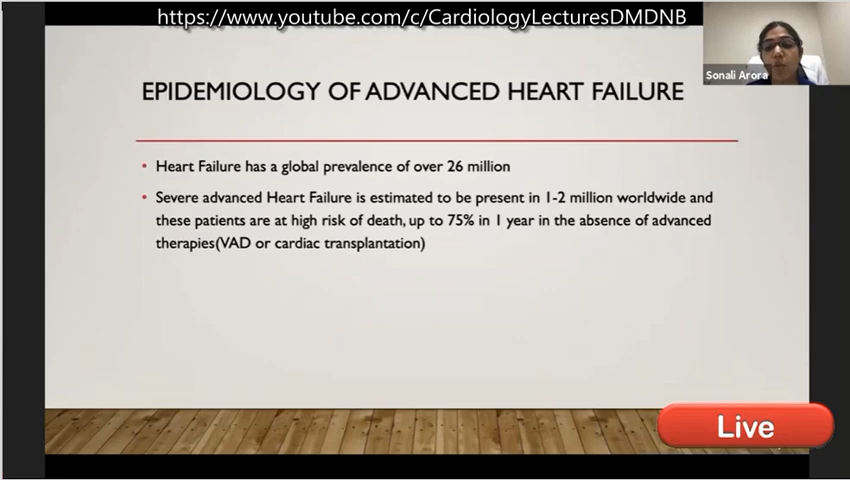 https://www.youtube.com/c/CardiologyLecturesDMDNB
Sonali Arora
EPIDEMIOLOGY OF ADVANCED HEART FAILURE
• Heart Failure has a global prevalence of over 26 million
• Severe advanced Heart Failure is estimated to be present in 1-2 million worldwide and
these patients are at high risk of death, up to 75% in 1 year in the absence of advanced
therapies(VAD or cardiac transplantation)
Live